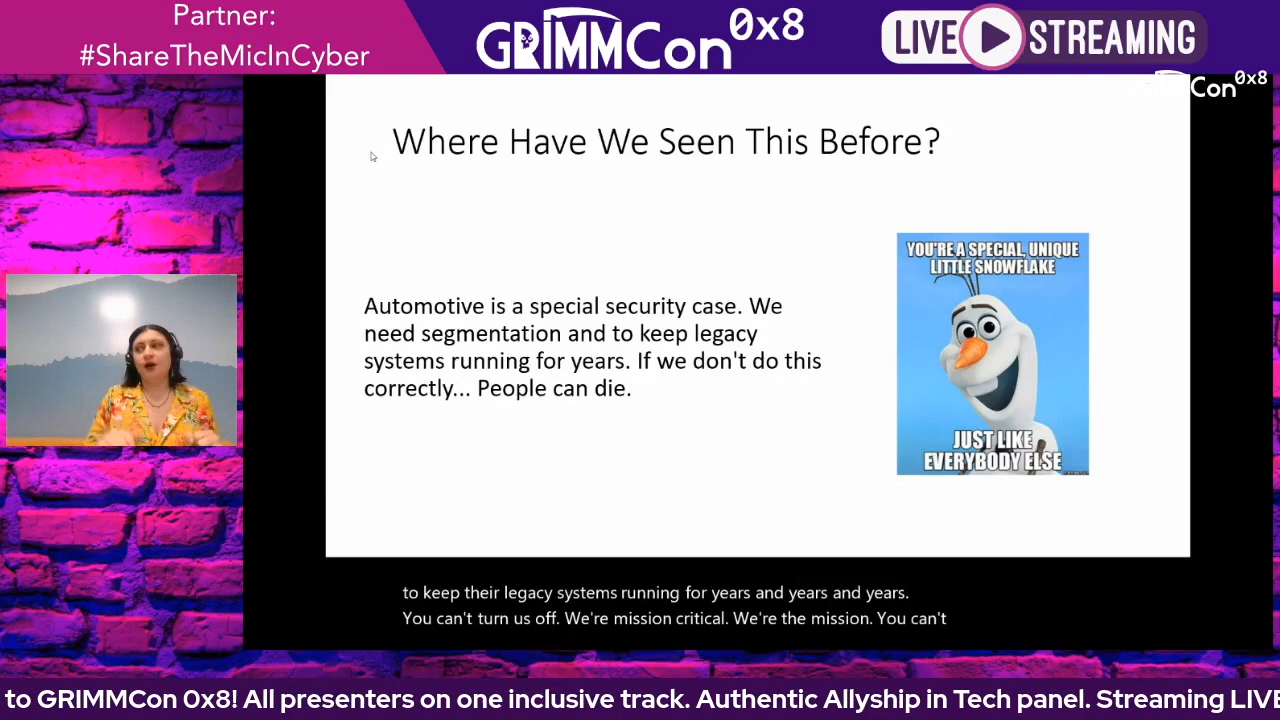 Partner:
#ShareTheMicInCyber
GRIMMCon 0x8
LIVE STREAMING
Con 0x8
Where Have We Seen This Before?
YOU'RE A SPECIAL, UNIQUE
LITTLE SNOWFLAKE
Automotive is a special security case. We
need segmentation and to keep legacy
systems running for years. If we don't do this
correctly... People can die.
JUST LIKE
EVERYBODY ELSE
to keep their legacy systems running for years and years and years.
You can't turn us off. We're mission critical. We're the mission. You can't
to GRIMMCon 0x8! All presenters on one inclusive track. Authentic Allyship in Tech panel. Streaming LIVE